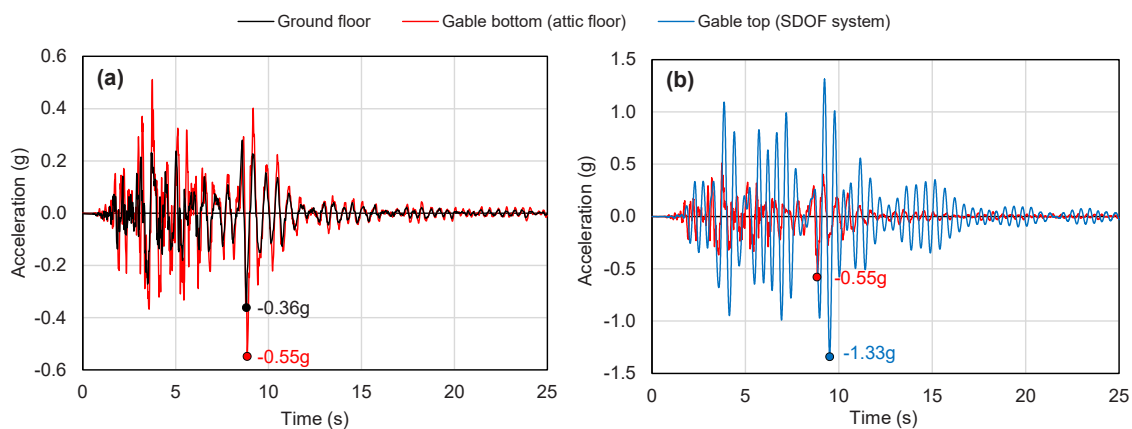 Ground floor Gable bottom (attic floor) Gable top (SDOF system)
(a)
Acceleration (g)
0.6
0.4
0.2
0.0
-0.2
-0.4
-0.6
-0.36g
-0.55g
0 5 10 15 20 25
Time (s)
(b)
Acceleration (g)
1.5
1.0
0.5
0.0
-0.5
-1.0
-1.5
-0.55g
-1.33g
0 5 10 15 20 25
Time (s)